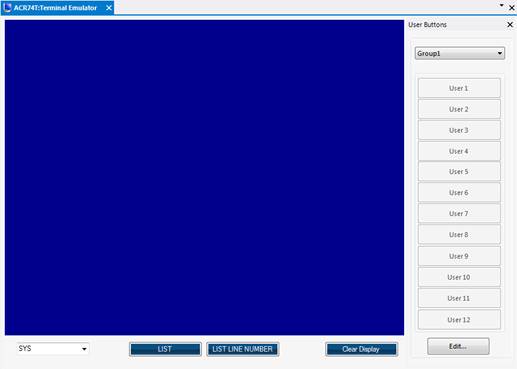 ACR74T:Terminal Emulator
User Buttons
Group1
User 1
User 2
User 3
User 4
User 5
User 6
User 7
User 8
User 9
User 10
User 11
User 12
Edit...
SYS
LIST
LIST LINE NUMBER
Clear Display